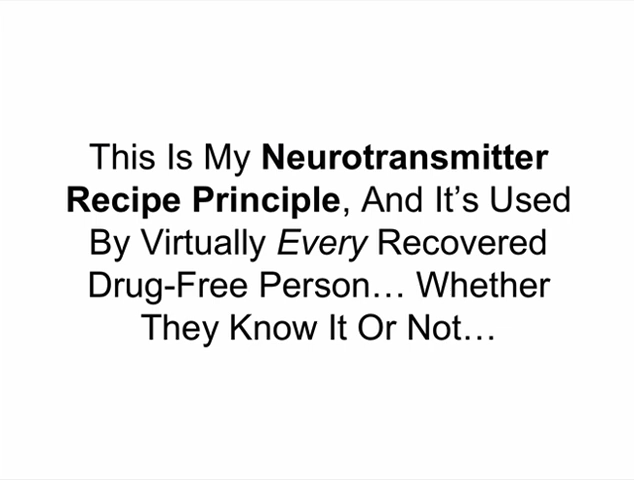 This Is My Neurotransmitter
Recipe Principle, And It’s Used
By Virtually Every Recovered
Drug-Free Person… Whether
They Know It Or Not…